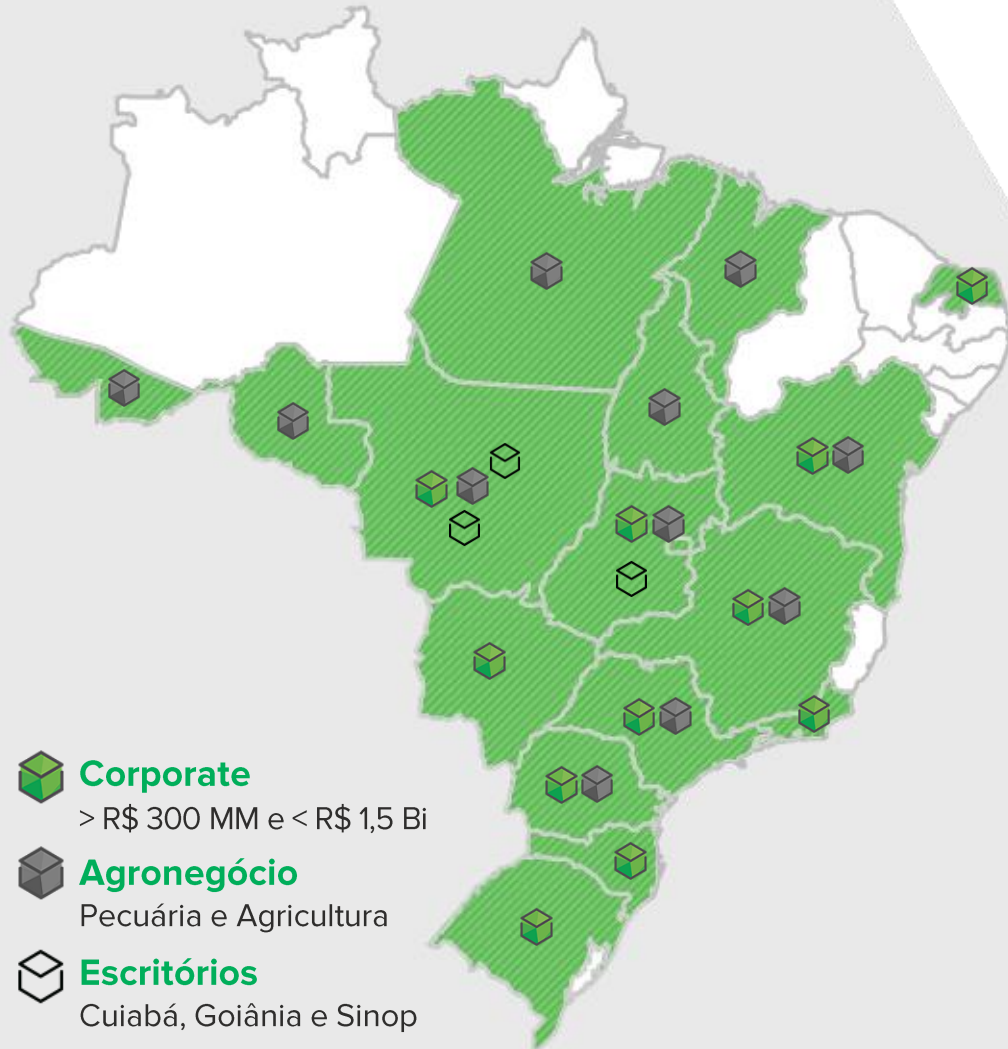 Corporate
> R$ 300 MM e < R$ 1,5 Bi
Agronegócio
Pecuária e Agricultura
Escritórios
Cuiabá, Goiânia e Sinop